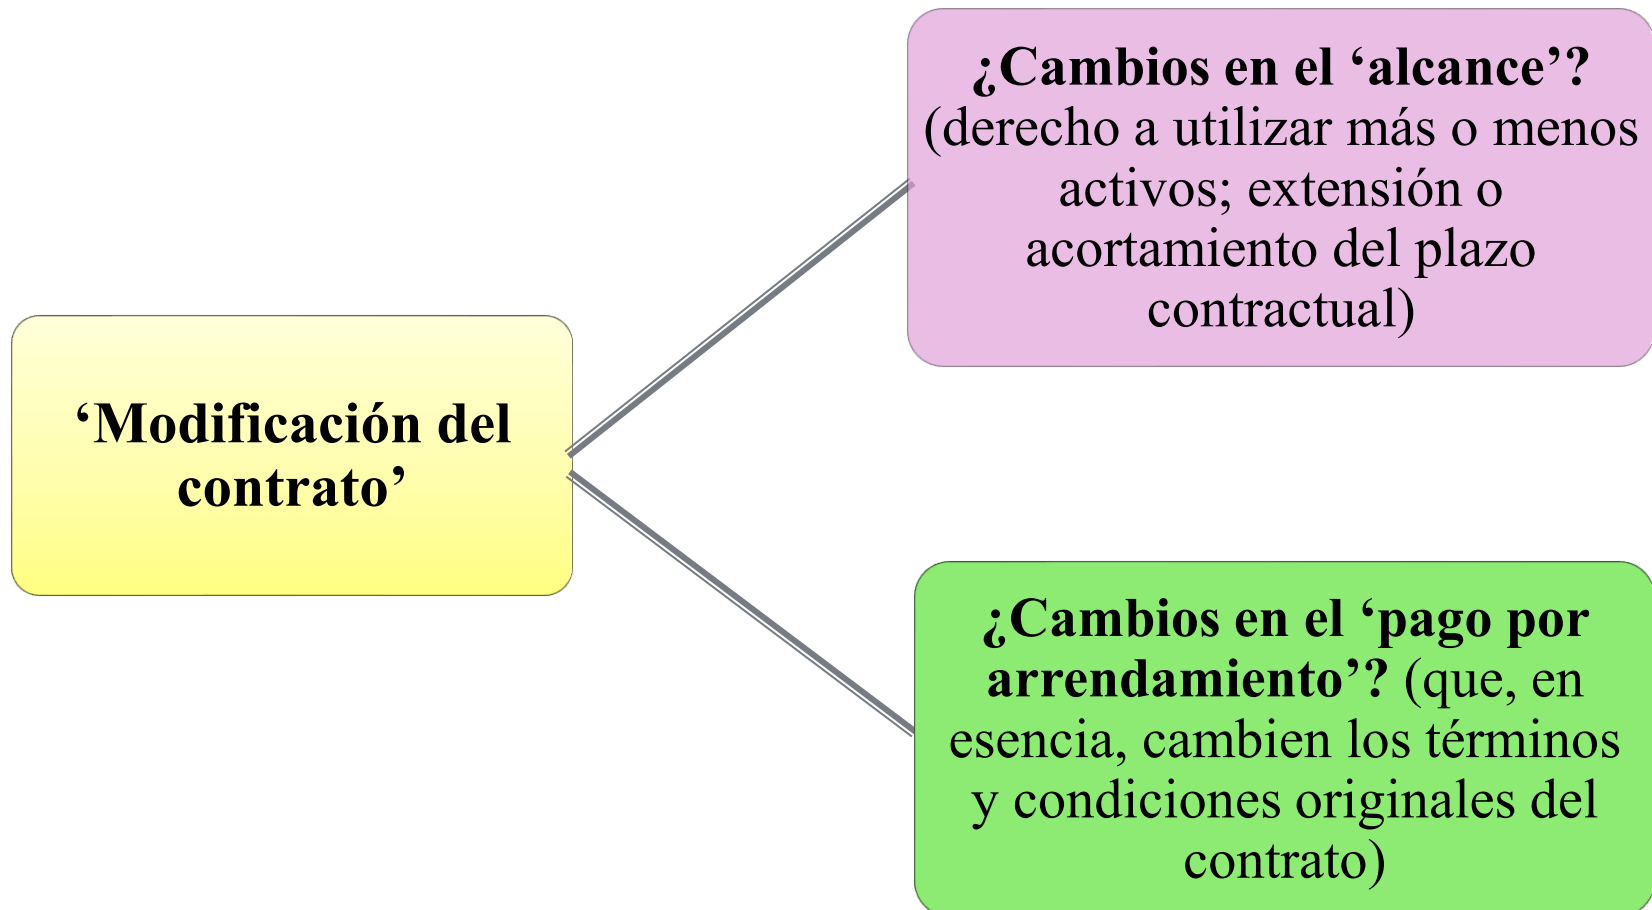 ‘Modificación del
contrato’
¿Cambios en el ‘alcance’?
(derecho a utilizar más o menos
activos; extensión o
acortamiento del plazo
contractual)
¿Cambios en el ‘pago por
arrendamiento’? (que, en
esencia, cambien los términos
y condiciones originales del
contrato)